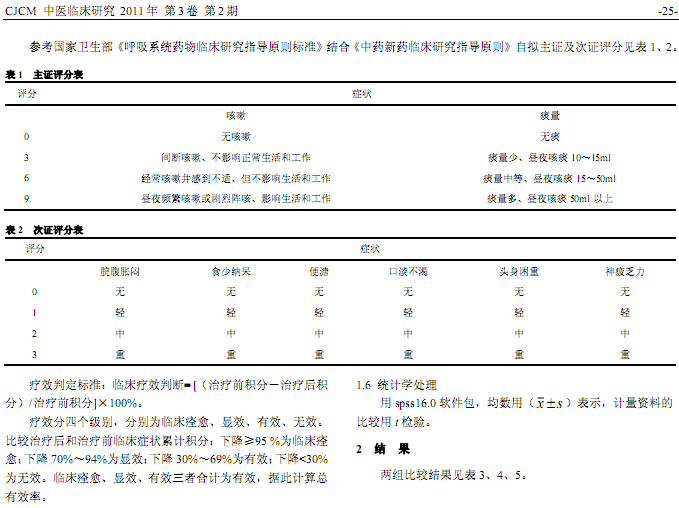 CJCM 中医临床研究 2011年 第3卷 第2期 -25-
参考国家卫生部《呼吸系统药物临床研究指导原则标准》结合《中药新药临床研究指导原则》自拟主证及次证评分见表 1、2。
表 1 主证评分表
评分 症状
咳嗽 痰量
0 无咳嗽 无痰
3 间断咳嗽、不影响正常生活和工作 痰量少、昼夜咳痰 10～15ml
6 经常咳嗽并感到不适、但不影响生活和工作 痰量中等、昼夜咳痰 15～50ml
9 昼夜频繁咳嗽或剧烈阵咳、影响生活和工作 痰量多、昼夜咳痰 50ml 以上
表 2 次证评分表
评分 症状
脘腹胀闷 食少纳呆 便溏 口淡不渴 头身困重 神疲乏力
0 无 无 无 无 无 无
1 轻 轻 轻 轻 轻 轻
2 中 中 中 中 中 中
3 重 重 重 重 重 重
疗效判定标准：临床疗效判断=[（治疗前积分－治疗后积
分）/治疗前积分]×100%。
疗效分四个级别，分别为临床痊愈、显效、有效、无效。
比较治疗后和治疗前临床症状累计积分：下降≥95 %为临床痊
愈；下降 70%～94%为显效；下降 30%～69%为有效；下降<30%
为无效。临床痊愈、显效、有效三者合计为有效，据此计算总
有效率。
1.6 统计学处理
用 spss16.0 软件包，均数用（x̄±s）表示，计量资料的
比较用 t 检验。
2 结 果
两组比较结果见表 3、4、5。